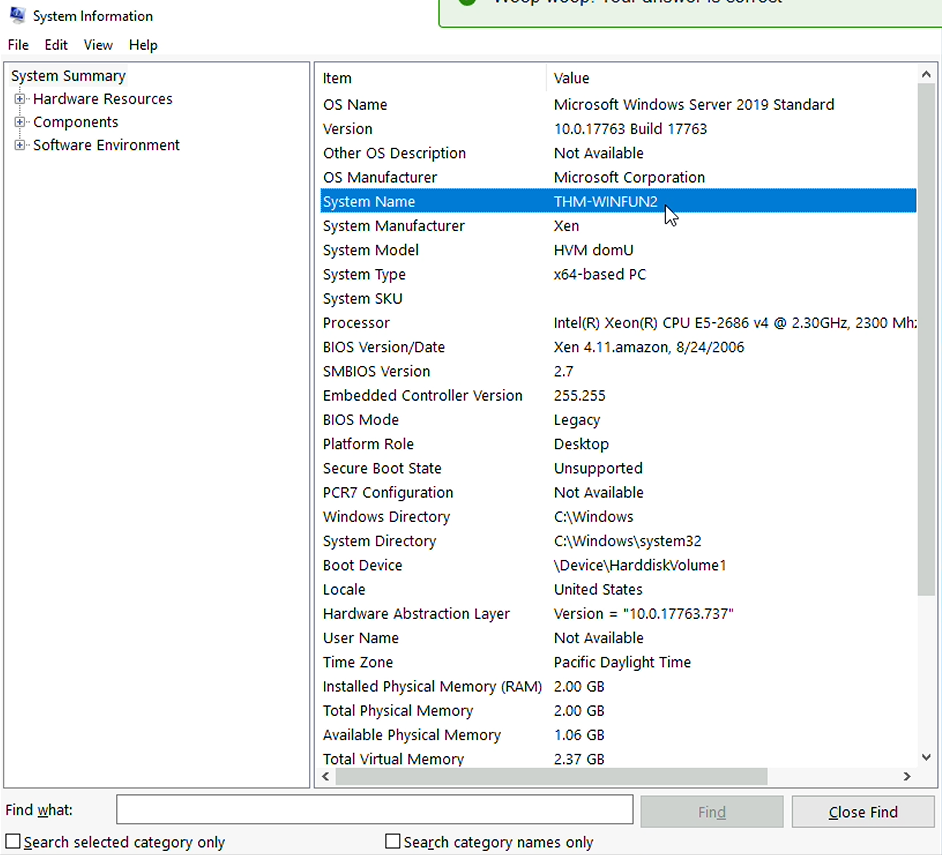 System Information
Woop woop! Your answer is correct
File Edit View Help
System Summary
Hardware Resources
Components
Software Environment
Item Value
OS Name Microsoft Windows Server 2019 Standard
Version 10.0.17763 Build 17763
Other OS Description Not Available
OS Manufacturer Microsoft Corporation
System Name THM-WINFUN2
System Manufacturer Xen
System Model HVM domU
System Type x64-based PC
System SKU
Processor Intel(R) Xeon(R) CPU E5-2686 v4 @ 2.30GHz, 2300 Mhz
BIOS Version/Date Xen 4.11.amazon, 8/24/2006
SMBIOS Version 2.7
Embedded Controller Version 255.255
BIOS Mode Legacy
Platform Role Desktop
Secure Boot State Unsupported
PCR7 Configuration Not Available
Windows Directory C:\Windows
System Directory C:\Windows\system32
Boot Device \Device\HarddiskVolume1
Locale United States
Hardware Abstraction Layer Version = "10.0.17763.737"
User Name Not Available
Time Zone Pacific Daylight Time
Installed Physical Memory (RAM) 2.00 GB
Total Physical Memory 2.00 GB
Available Physical Memory 1.06 GB
Total Virtual Memory 2.37 GB
Find what:
Find
Close Find
Search selected category only
Search category names only